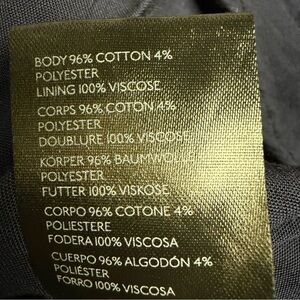 BODY 96% COTTON 4%
POLYESTER
LINING 100% VISCOSE
CORPS 96% COTON 4%
POLYESTER
DOUBLURE 100% VISCOSE
KÖRPER 96% BAUMWOLLE
POLYESTER
FUTTER 100% VISKOSE
CORPO 96% COTONE 4%
POLIESTERE
FODERA 100% VISCOSA
CUERPO 96% ALGODÓN 4%
POLIÉSTER
FORRO 100% VISCOSA